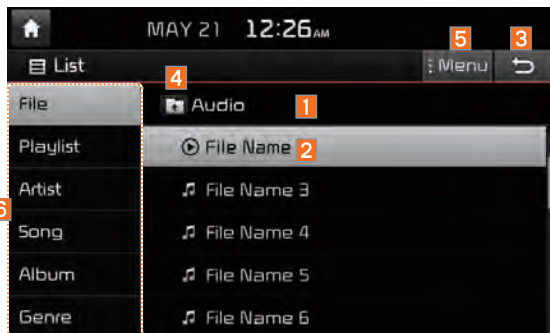 MAY 21 12:26AM
5 3
List Menu
4
File Audio 1
Playlist File Name 2
Artist File Name 3
6
Song File Name 4
Album File Name 5
Genre File Name 6